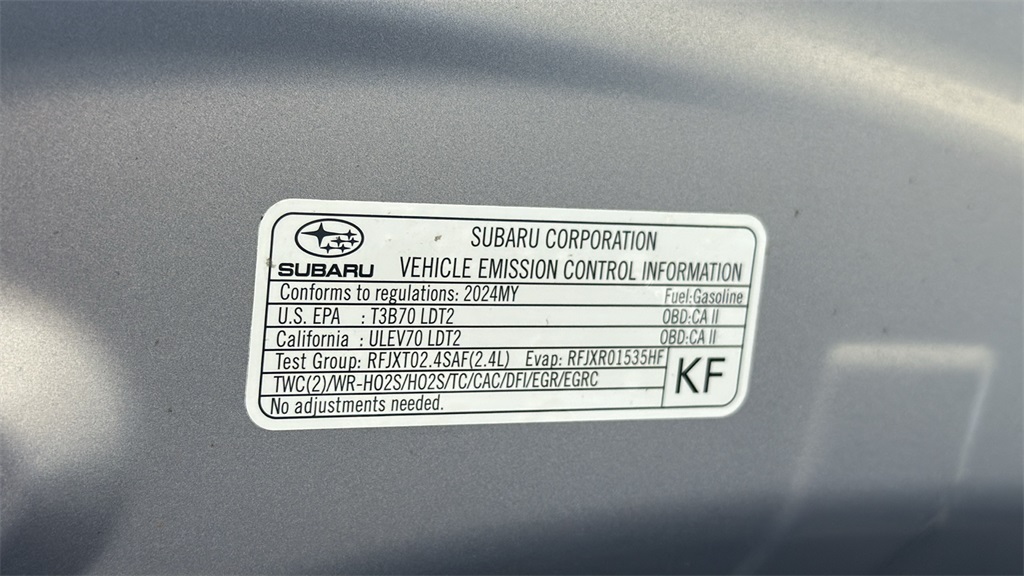 SUBARU CORPORATION
SUBARU VEHICLE EMISSION CONTROL INFORMATION
Conforms to regulations: 2024MY Fuel:Gasoline
U.S. EPA : T3B70 LDT2 OBD:CA II
California : ULEV70 LDT2 OBD:CA II
Test Group: RFJXT02.4SAF(2.4L) Evap: RFJXR01535HF
KF
TWC(2)/WR-HO2S/HO2S/TC/CAC/DFI/EGR/EGRC
No adjustments needed.